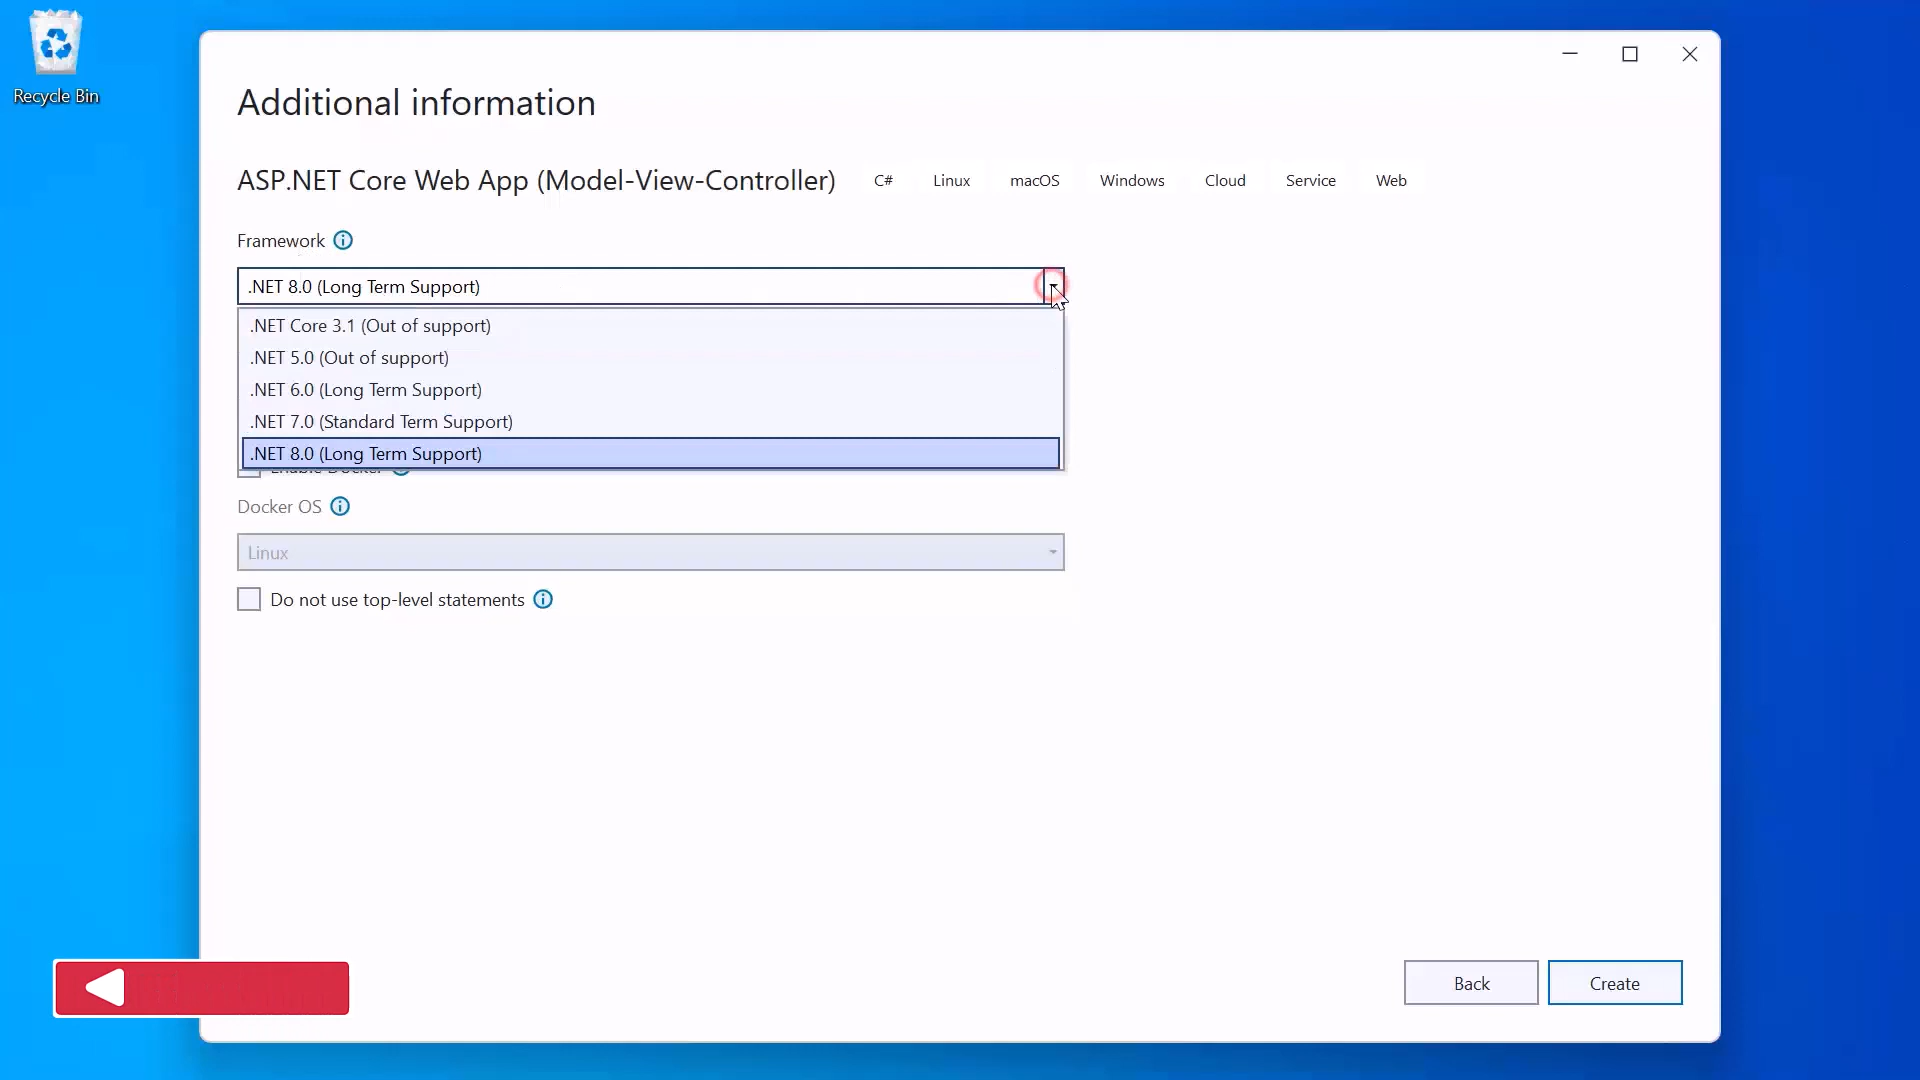 Recycle Bin
Additional information
ASP.NET Core Web App (Model-View-Controller) C# Linux macOS Windows Cloud Service Web
Framework
.NET 8.0 (Long Term Support)
.NET Core 3.1 (Out of support)
.NET 5.0 (Out of support)
.NET 6.0 (Long Term Support)
.NET 7.0 (Standard Term Support)
.NET 8.0 (Long Term Support)
Enable Docker
Docker OS
Linux
Do not use top-level statements
Back Create